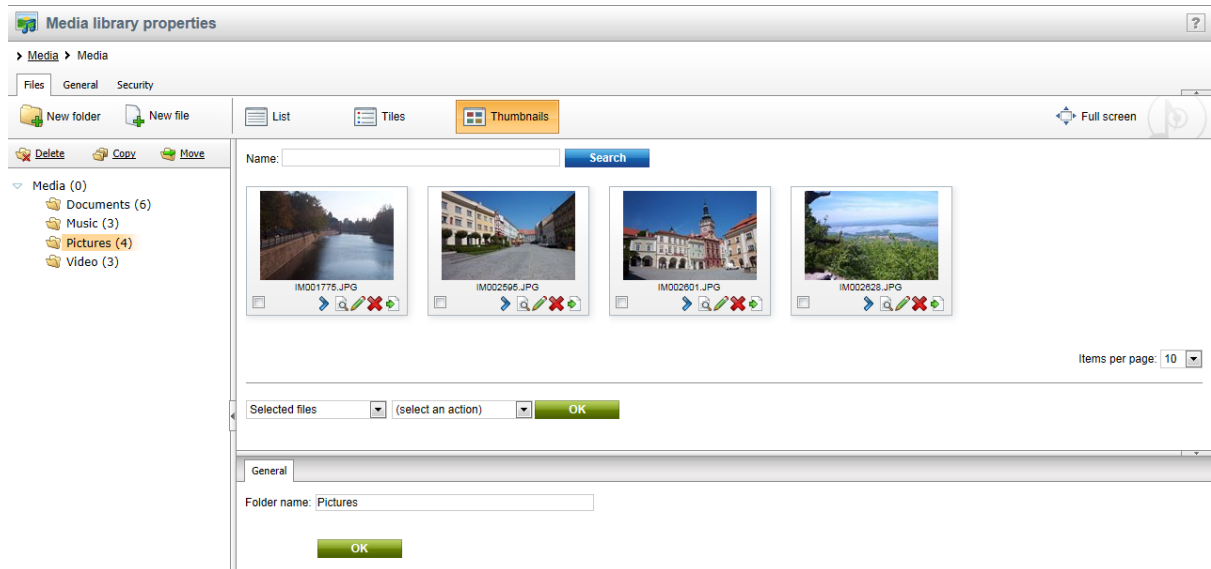 Media library properties
?
Media Media
Files General Security
New folder New file List Tiles Thumbnails Full screen
Delete Copy Move
Name: Search
Media (0)
Documents (6)
Music (3)
Pictures (4)
Video (3)
IM001775.JPG IM002595.JPG IM002601.JPG IM002628.JPG
Items per page: 10
Selected files (select an action) OK
General
Folder name: Pictures
OK